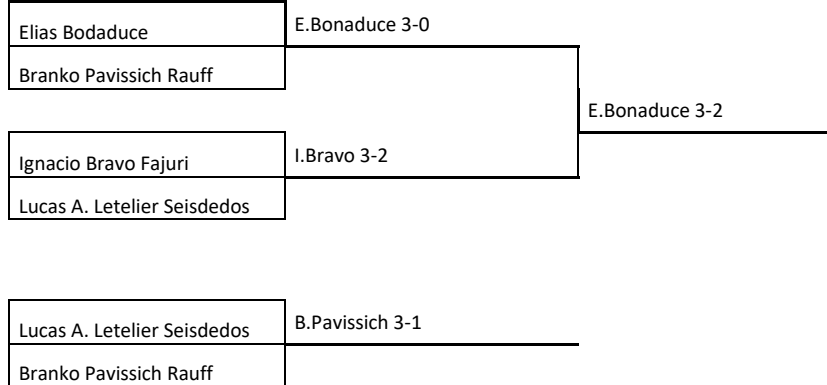 Elias Bodaduce
E.Bonaduce 3-0
Branko Pavissich Rauff
E.Bonaduce 3-2
Ignacio Bravo Fajuri
I.Bravo 3-2
Lucas A. Letelier Seisdedos
Lucas A. Letelier Seisdedos
B.Pavissich 3-1
Branko Pavissich Rauff